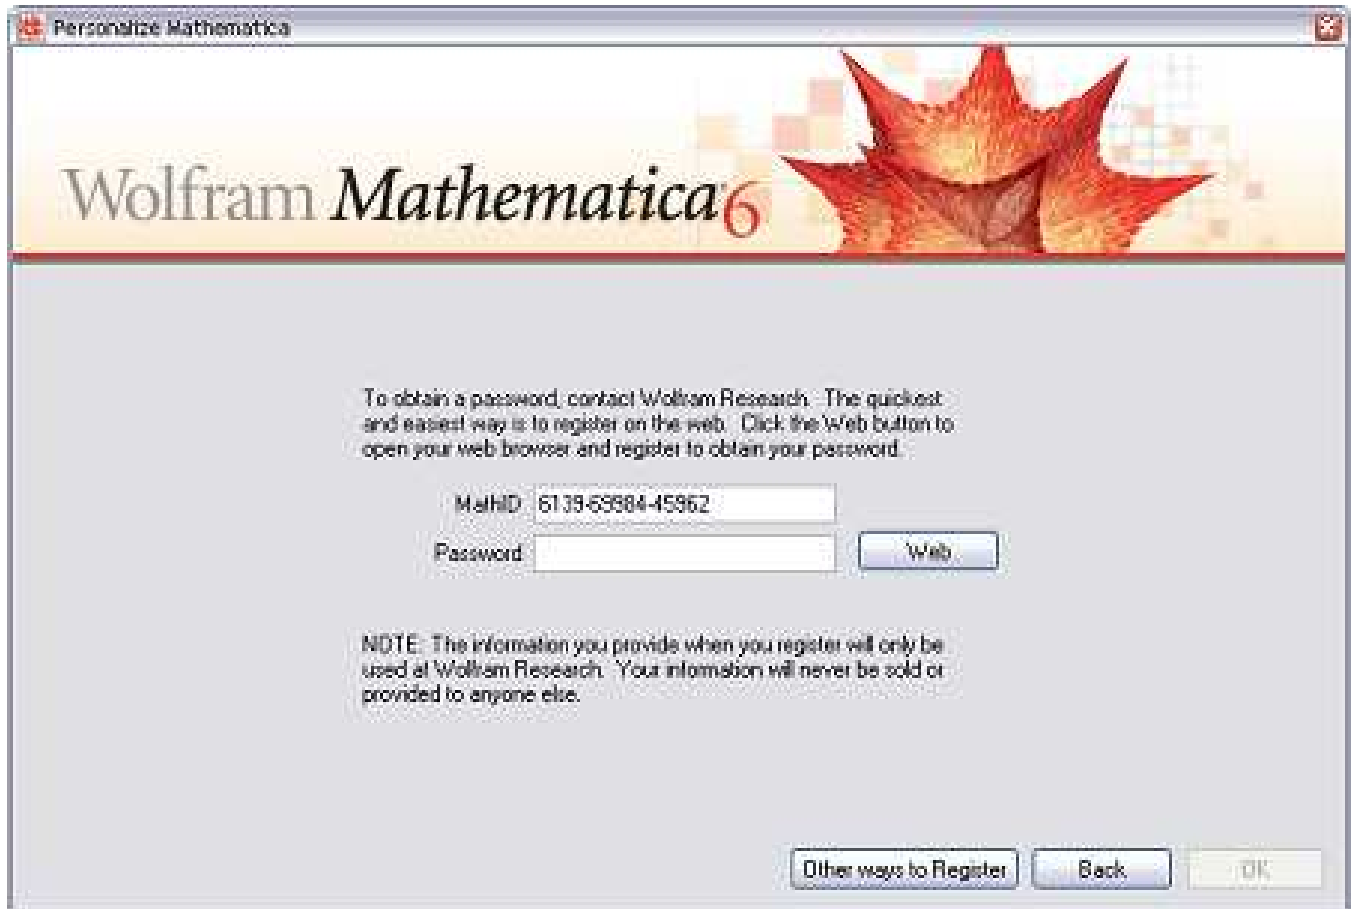 Personalize Mathematica
Wolfram Mathematica 6
To obtain a password, contact Wolfram Research. The quickest
and easiest way is to register on the web. Click the Web button to
open your web browser and register to obtain your password.
MathID 6139-69984-45962
Password
Web
NOTE: The information you provide when you register will only be
used at Wolfram Research. Your information will never be sold or
provided to anyone else.
Other ways to Register
Back
OK